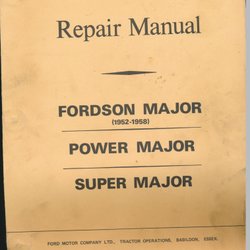 Repair Manual
FORDSON MAJOR
(1952-1958)
POWER MAJOR
SUPER MAJOR
FORD MOTOR COMPANY LTD., TRACTOR OPERATIONS, BASILDON, ESSEX.